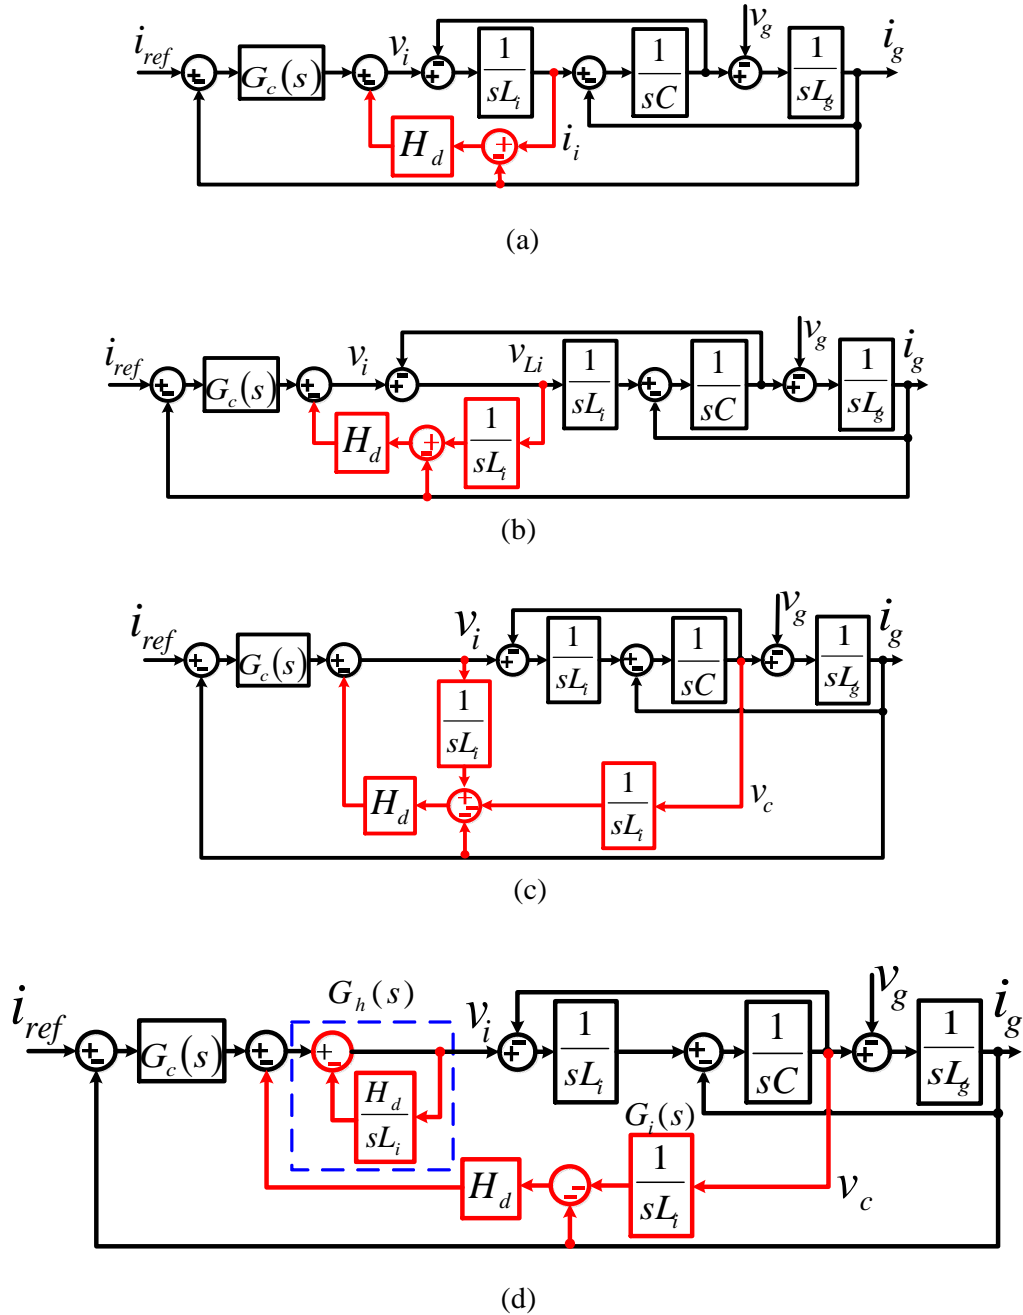 i_ref G_c(s) v_i 1/sL_i 1/sC v_g 1/sL_g i_g
+ - + - + - + - + -
H_d + - i_i
(a)
i_ref G_c(s) v_i v_Li 1/sL_i 1/sC v_g 1/sL_g i_g
+ - + - + - + - + -
H_d + - 1/sL_i
(b)
i_ref G_c(s) v_i 1/sL_i 1/sC v_g 1/sL_g i_g
+ - + - + - + - + -
1/sL_i
H_d + - - 1/sL_i v_c
(c)
G_h(s)
i_ref G_c(s) v_i 1/sL_i 1/sC v_g 1/sL_g i_g
+ - + - + - + - + - + -
H_d/sL_i G_i(s)
H_d - - 1/sL_i v_c
(d)